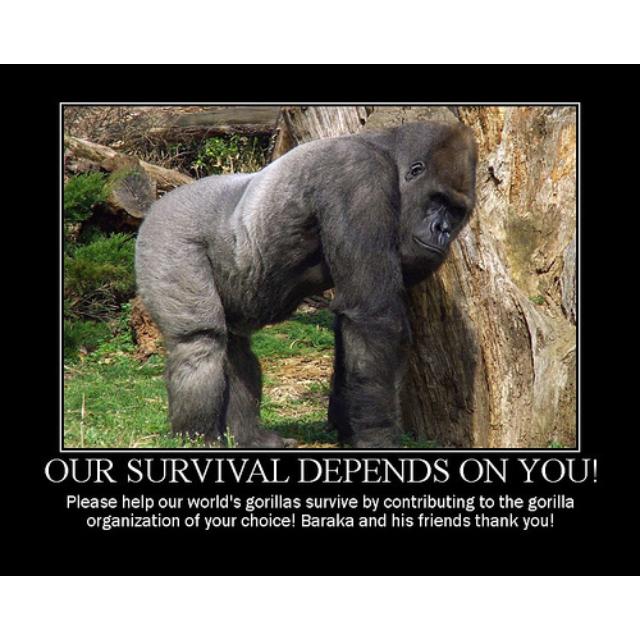 OUR SURVIVAL DEPENDS ON YOU!
Please help our world's gorillas survive by contributing to the gorilla
organization of your choice! Baraka and his friends thank you!